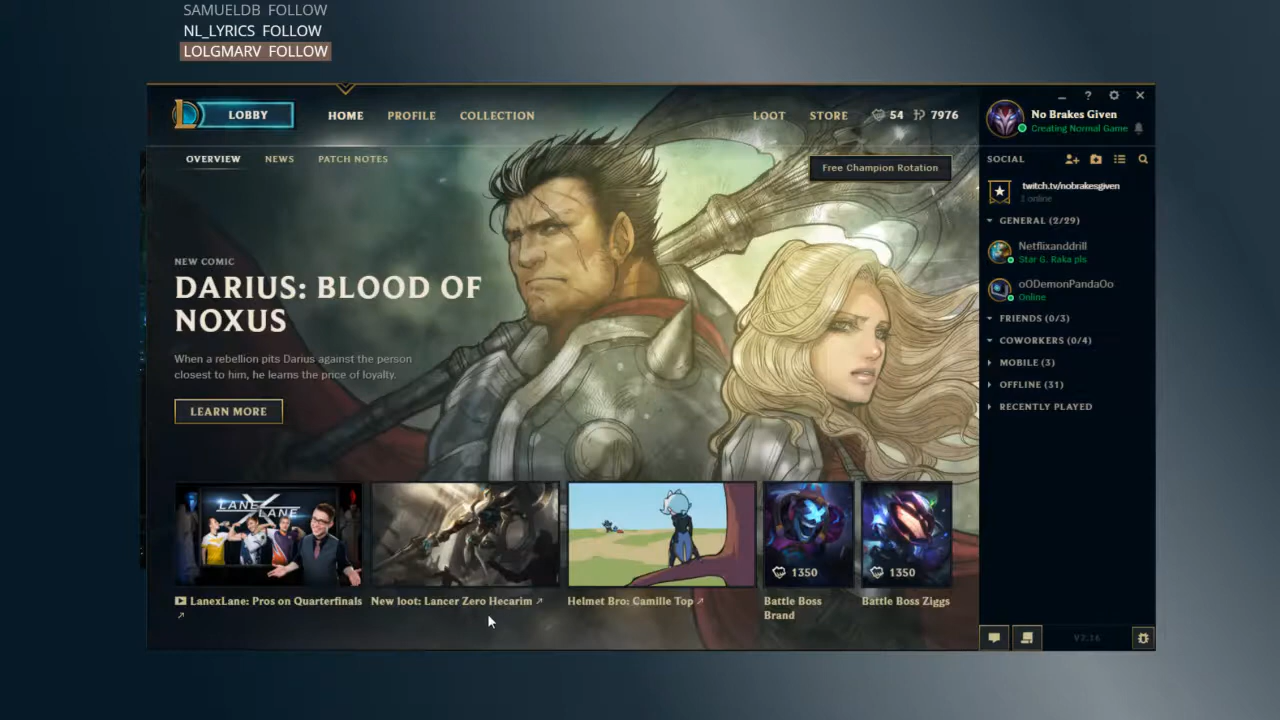 SAMUELDB FOLLOW
NL_LYRICS FOLLOW
LOLGMARV FOLLOW
LOBBY
HOME
PROFILE
COLLECTION
LOOT
STORE
54
7976
No Brakes Given
Creating Normal Game
OVERVIEW
NEWS
PATCH NOTES
Free Champion Rotation
SOCIAL
twitch.tv/nobrakesgiven
1 online
GENERAL (2/29)
Netflixanddrill
Star G. Raka pls
oODemonPandaOo
Online
FRIENDS (0/3)
COWORKERS (0/4)
MOBILE (3)
OFFLINE (31)
RECENTLY PLAYED
NEW COMIC
DARIUS: BLOOD OF
NOXUS
When a rebellion pits Darius against the person
closest to him, he learns the price of loyalty.
LEARN MORE
LANE X LANE
1350
1350
LanexLane: Pros on Quarterfinals
New loot: Lancer Zero Hecarim
Helmet Bro: Camille Top
Battle Boss
Brand
Battle Boss Ziggs
V2.16